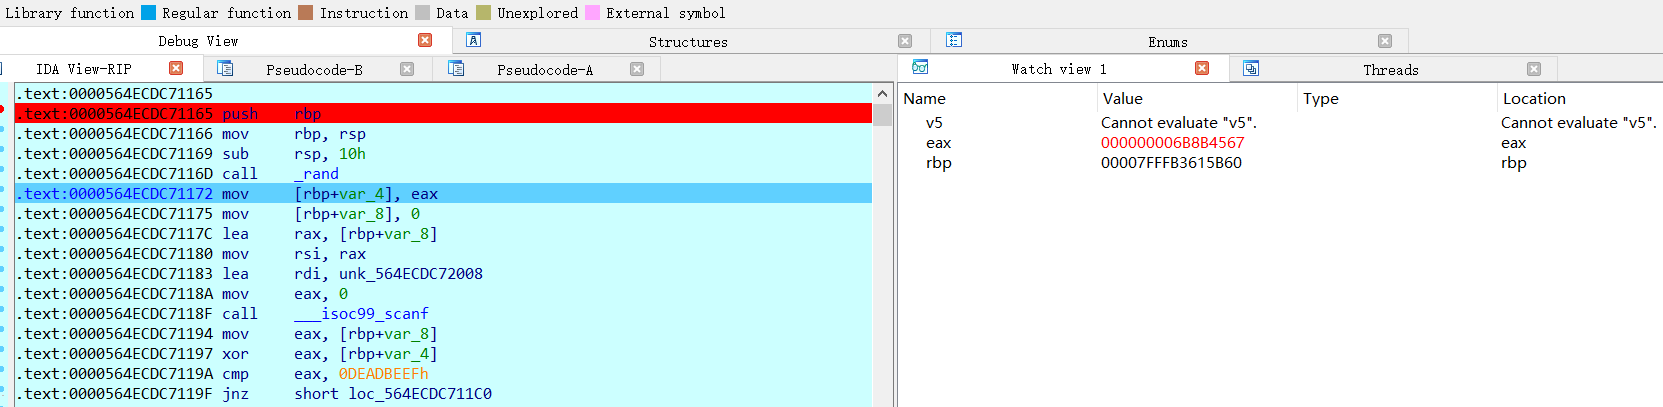 Library function Regular function Instruction Data Unexplored External symbol
Debug View Structures Enums
IDA View-RIP Pseudocode-B Pseudocode-A Watch view 1 Threads
.text:0000564ECDC71165
.text:0000564ECDC71165 push rbp
.text:0000564ECDC71166 mov rbp, rsp
.text:0000564ECDC71169 sub rsp, 10h
.text:0000564ECDC7116D call _rand
.text:0000564ECDC71172 mov [rbp+var_4], eax
.text:0000564ECDC71175 mov [rbp+var_8], 0
.text:0000564ECDC7117C lea rax, [rbp+var_8]
.text:0000564ECDC71180 mov rsi, rax
.text:0000564ECDC71183 lea rdi, unk_564ECDC72008
.text:0000564ECDC7118A mov eax, 0
.text:0000564ECDC7118F call ___isoc99_scanf
.text:0000564ECDC71194 mov eax, [rbp+var_8]
.text:0000564ECDC71197 xor eax, [rbp+var_4]
.text:0000564ECDC7119A cmp eax, 0DEADBEEFh
.text:0000564ECDC7119F jnz short loc_564ECDC711C0
Name Value Type Location
v5 Cannot evaluate "v5". Cannot evaluate "v5".
eax 000000006B8B4567 eax
rbp 00007FFFB3615B60 rbp